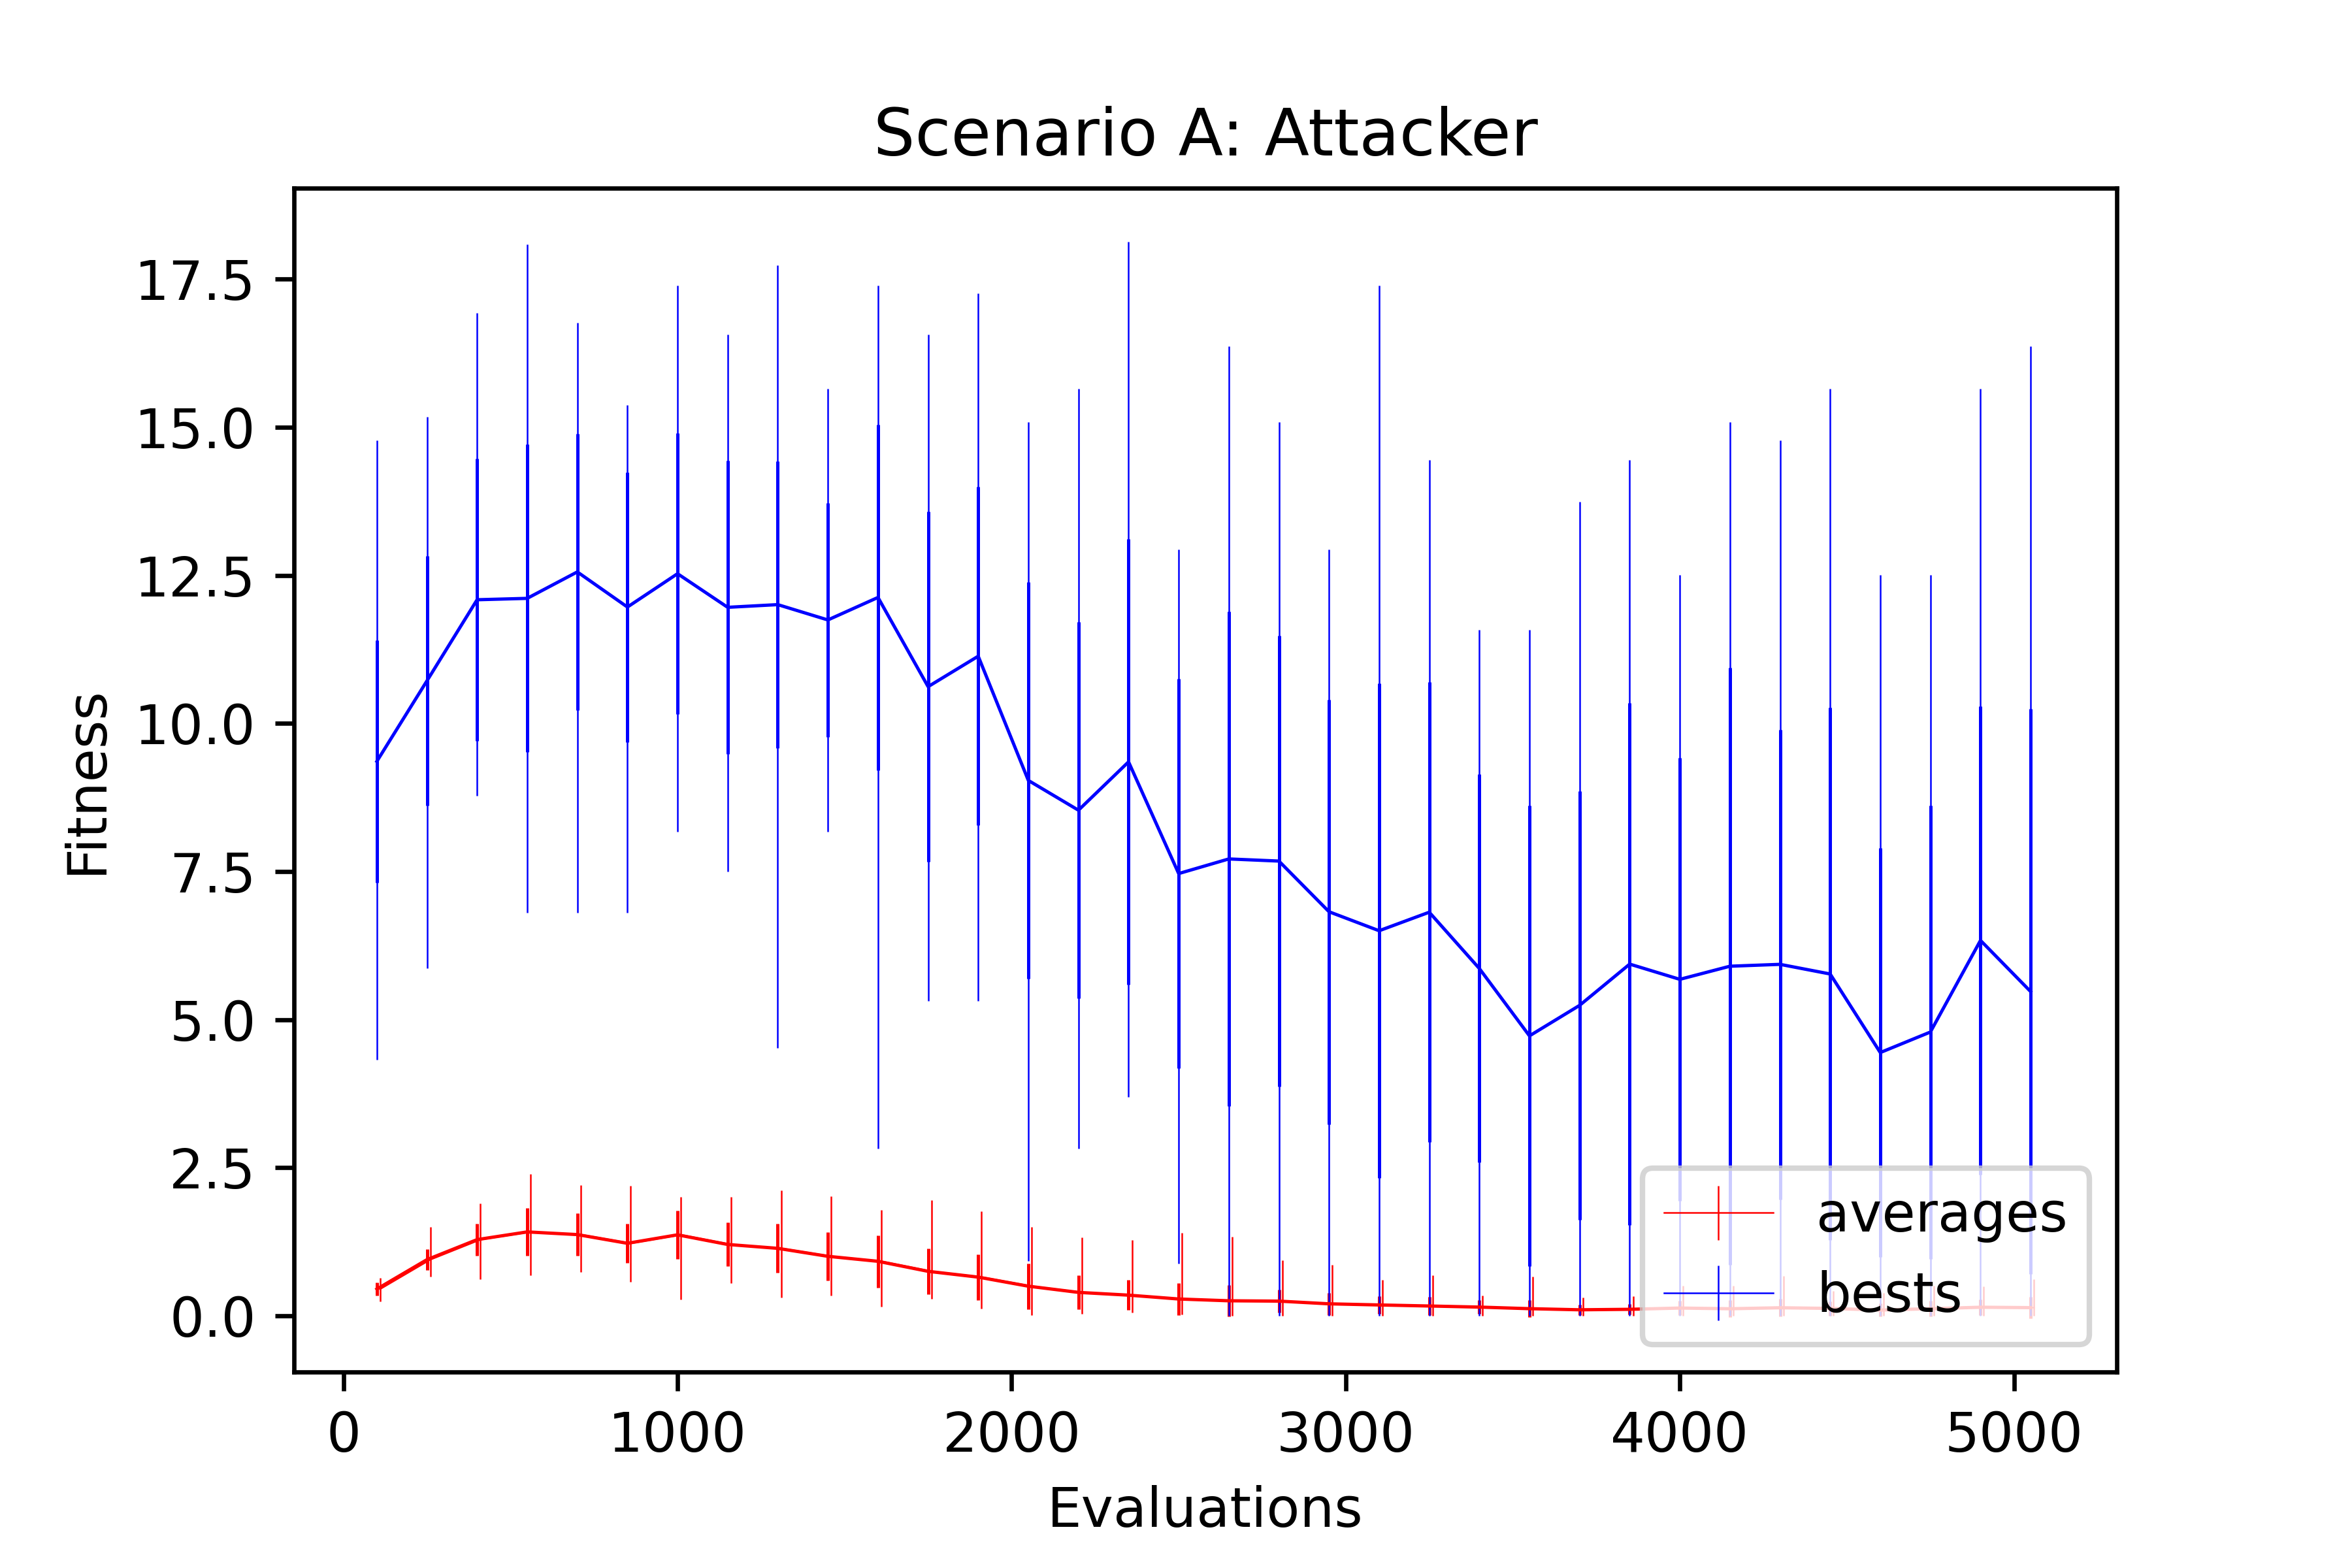 Scenario A: Attacker
Fitness
17.5
15.0
12.5
10.0
7.5
5.0
2.5
0.0
averages
bests
0 1000 2000 3000 4000 5000
Evaluations